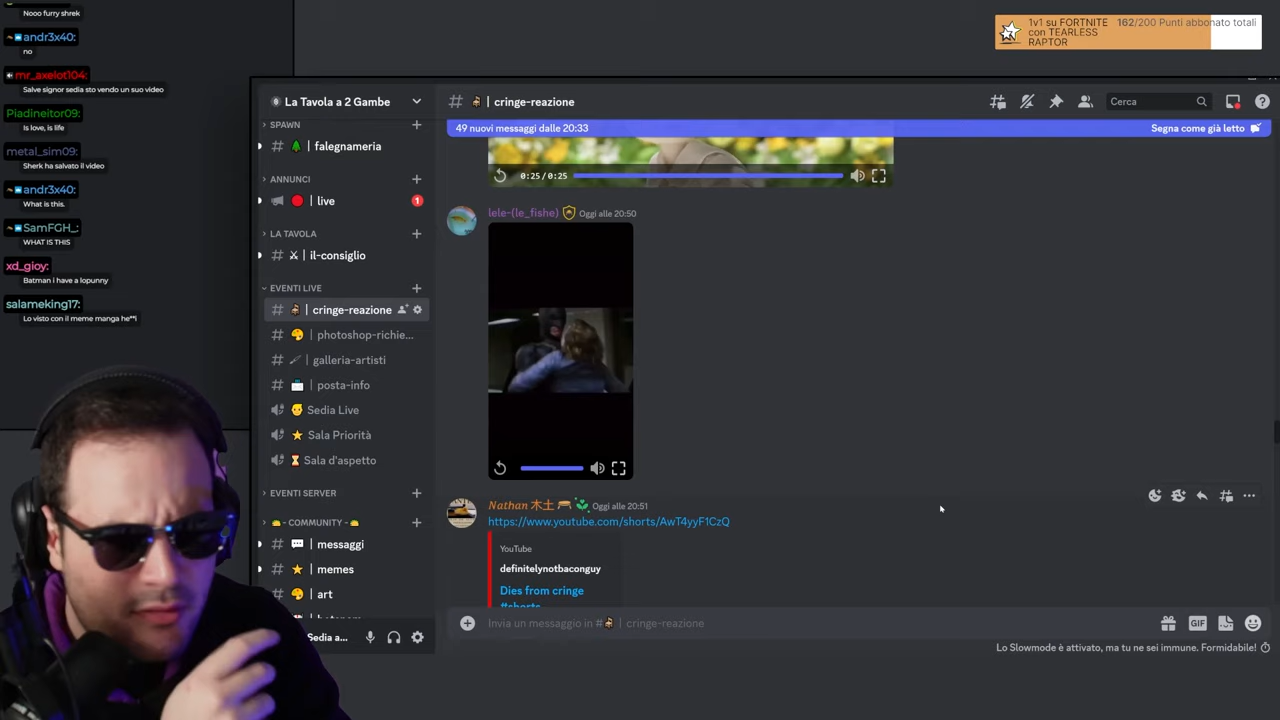 Nooo furry shrek
andr3x40:
no
mr_axelot104:
Salve signor sedia sto vendo un suo video
Piadineitor09:
Is love, is life
metal_sim09:
Sherk ha salvato il video
andr3x40:
What is this.
SamFGH_:
WHAT IS THIS
xd_gioy:
Batman i have a lopunny
salameking17:
Lo visto con il meme manga he**i
1v1 su FORTNITE con TEARLESS RAPTOR
162/200 Punti abbonato totali
La Tavola a 2 Gambe
SPAWN
# | falegnameria
ANNUNCI
| live 1
LA TAVOLA
# | il-consiglio
EVENTI LIVE
# | cringe-reazione
# | photoshop-richie...
# | galleria-artisti
# | posta-info
Sedia Live
Sala Priorità
Sala d'aspetto
EVENTI SERVER
- COMMUNITY -
# | messaggi
# | memes
# | art
Sedia a...
# | cringe-reazione
Cerca
49 nuovi messaggi dalle 20:33
Segna come già letto
0:25/0:25
lele-(le_fishe) Oggi alle 20:50
Nathan 木土 Oggi alle 20:51
https://www.youtube.com/shorts/AwT4yyF1CzQ
YouTube
definitelynotbaconguy
Dies from cringe
#shorts
Invia un messaggio in # | cringe-reazione
GIF
Lo Slowmode è attivato, ma tu ne sei immune. Formidabile!